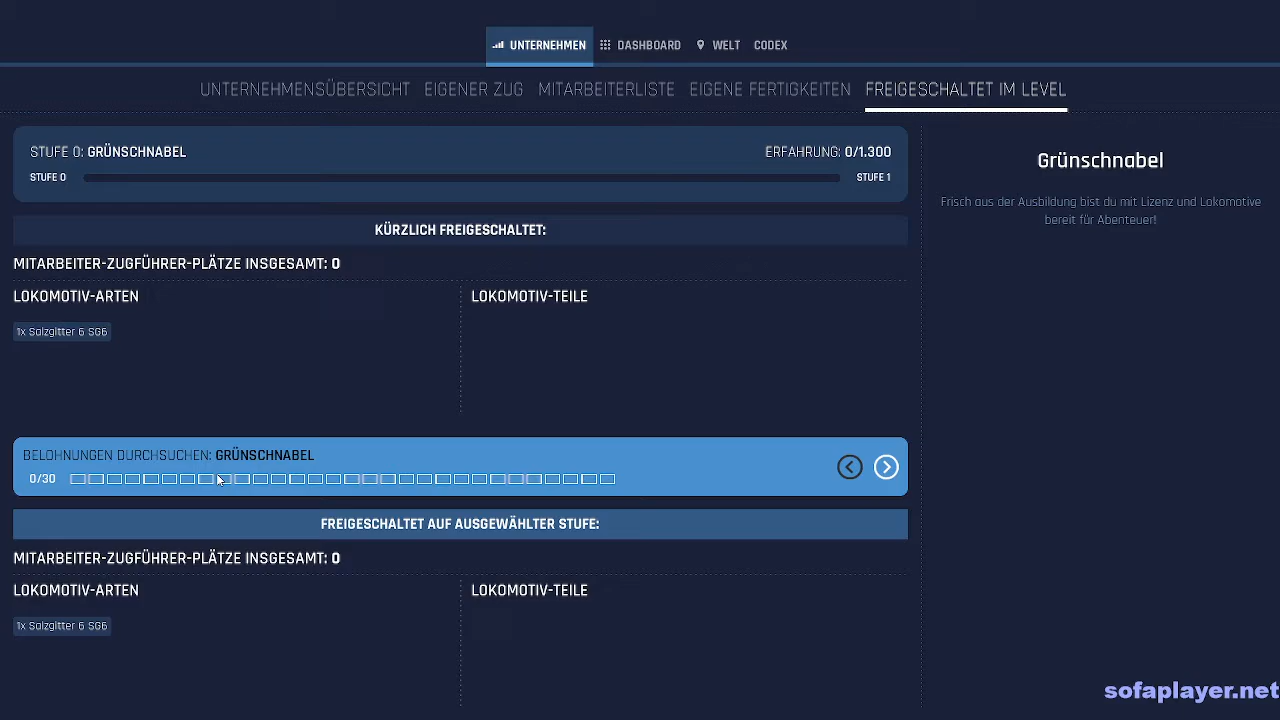 UNTERNEHMEN DASHBOARD WELT CODEX
UNTERNEHMENSÜBERSICHT EIGENER ZUG MITARBEITERLISTE EIGENE FERTIGKEITEN FREIGESCHALTET IM LEVEL
STUFE 0: GRÜNSCHNABEL ERFAHRUNG: 0/1.300
STUFE 0 STUFE 1
KÜRZLICH FREIGESCHALTET:
MITARBEITER-ZUGFÜHRER-PLÄTZE INSGESAMT: 0
LOKOMOTIV-ARTEN LOKOMOTIV-TEILE
1x Salzgitter 6 SG6
BELOHNUNGEN DURCHSUCHEN: GRÜNSCHNABEL
0/30
FREIGESCHALTET AUF AUSGEWÄHLTER STUFE:
MITARBEITER-ZUGFÜHRER-PLÄTZE INSGESAMT: 0
LOKOMOTIV-ARTEN LOKOMOTIV-TEILE
1x Salzgitter 6 SG6
Grünschnabel
Frisch aus der Ausbildung bist du mit Lizenz und Lokomotive
bereit für Abenteuer!
sofaplayer.net